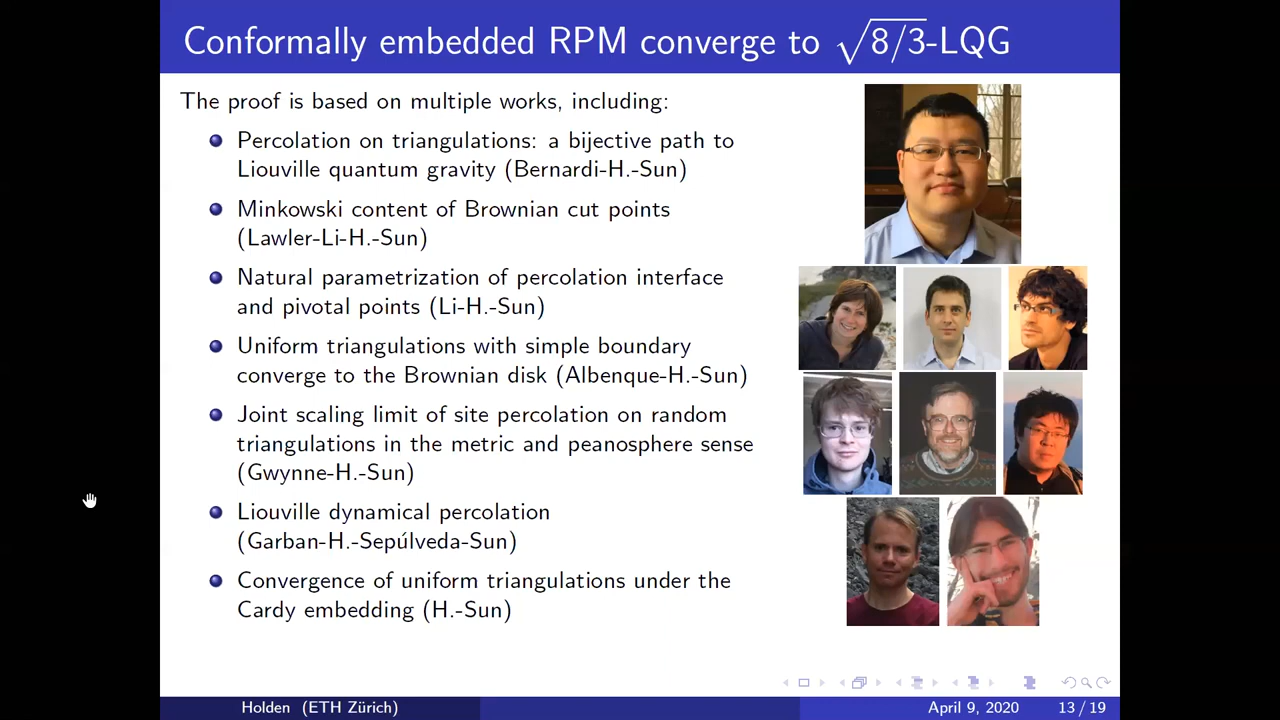 Conformally embedded RPM converge to √8/3-LQG
The proof is based on multiple works, including:
Percolation on triangulations: a bijective path to
Liouville quantum gravity (Bernardi-H.-Sun)
Minkowski content of Brownian cut points
(Lawler-Li-H.-Sun)
Natural parametrization of percolation interface
and pivotal points (Li-H.-Sun)
Uniform triangulations with simple boundary
converge to the Brownian disk (Albenque-H.-Sun)
Joint scaling limit of site percolation on random
triangulations in the metric and peanosphere sense
(Gwynne-H.-Sun)
Liouville dynamical percolation
(Garban-H.-Sepúlveda-Sun)
Convergence of uniform triangulations under the
Cardy embedding (H.-Sun)
Holden (ETH Zürich) April 9, 2020 13 / 19